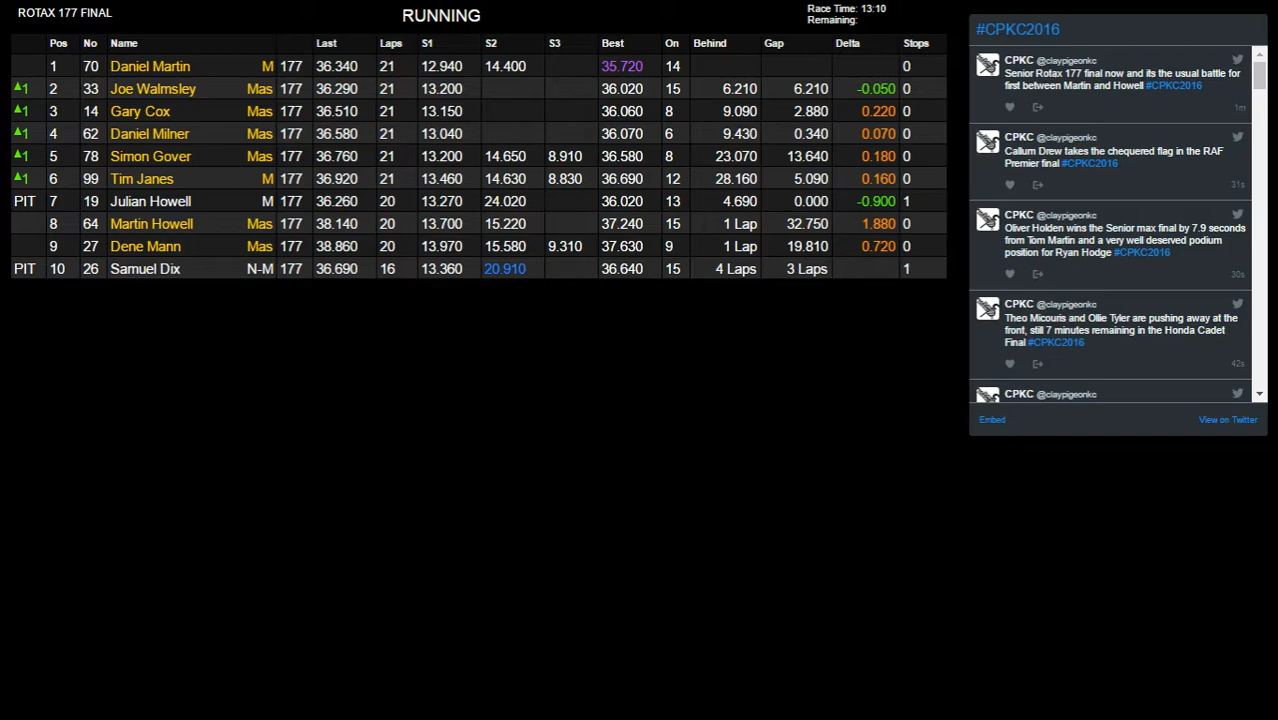 ROTAX 177 FINAL
RUNNING
Race Time: 13:10
Remaining:
Pos No Name Last Laps S1 S2 S3 Best On Behind Gap Delta Stops
1 70 Daniel Martin M 177 36.340 21 12.940 14.400 35.720 14 0
▲1 2 33 Joe Walmsley Mas 177 36.290 21 13.200 36.020 15 6.210 6.210 -0.050 0
▲1 3 14 Gary Cox Mas 177 36.510 21 13.150 36.060 8 9.090 2.880 0.220 0
▲1 4 62 Daniel Milner Mas 177 36.580 21 13.040 36.070 6 9.430 0.340 0.070 0
▲1 5 78 Simon Gover Mas 177 36.760 21 13.200 14.650 8.910 36.580 8 23.070 13.640 0.180 0
▲1 6 99 Tim Janes M 177 36.920 21 13.460 14.630 8.830 36.690 12 28.160 5.090 0.160 0
PIT 7 19 Julian Howell M 177 36.260 20 13.270 24.020 36.020 13 4.690 0.000 -0.900 1
8 64 Martin Howell Mas 177 38.140 20 13.700 15.220 37.240 15 1 Lap 32.750 1.880 0
9 27 Dene Mann Mas 177 38.860 20 13.970 15.580 9.310 37.630 9 1 Lap 19.810 0.720 0
PIT 10 26 Samuel Dix N-M 177 36.690 16 13.360 20.910 36.640 15 4 Laps 3 Laps 1
#CPKC2016
CPKC @claypigeonkc
Senior Rotax 177 final now and its the usual battle for
first between Martin and Howell #CPKC2016
1m
CPKC @claypigeonkc
Callum Drew takes the chequered flag in the RAF
Premier final #CPKC2016
31s
CPKC @claypigeonkc
Oliver Holden wins the Senior max final by 7.9 seconds
from Tom Martin and a very well deserved podium
position for Ryan Hodge #CPKC2016
30s
CPKC @claypigeonkc
Theo Micouris and Ollie Tyler are pushing away at the
front, still 7 minutes remaining in the Honda Cadet
Final #CPKC2016
42s
CPKC @claypigeonkc
Embed
View on Twitter